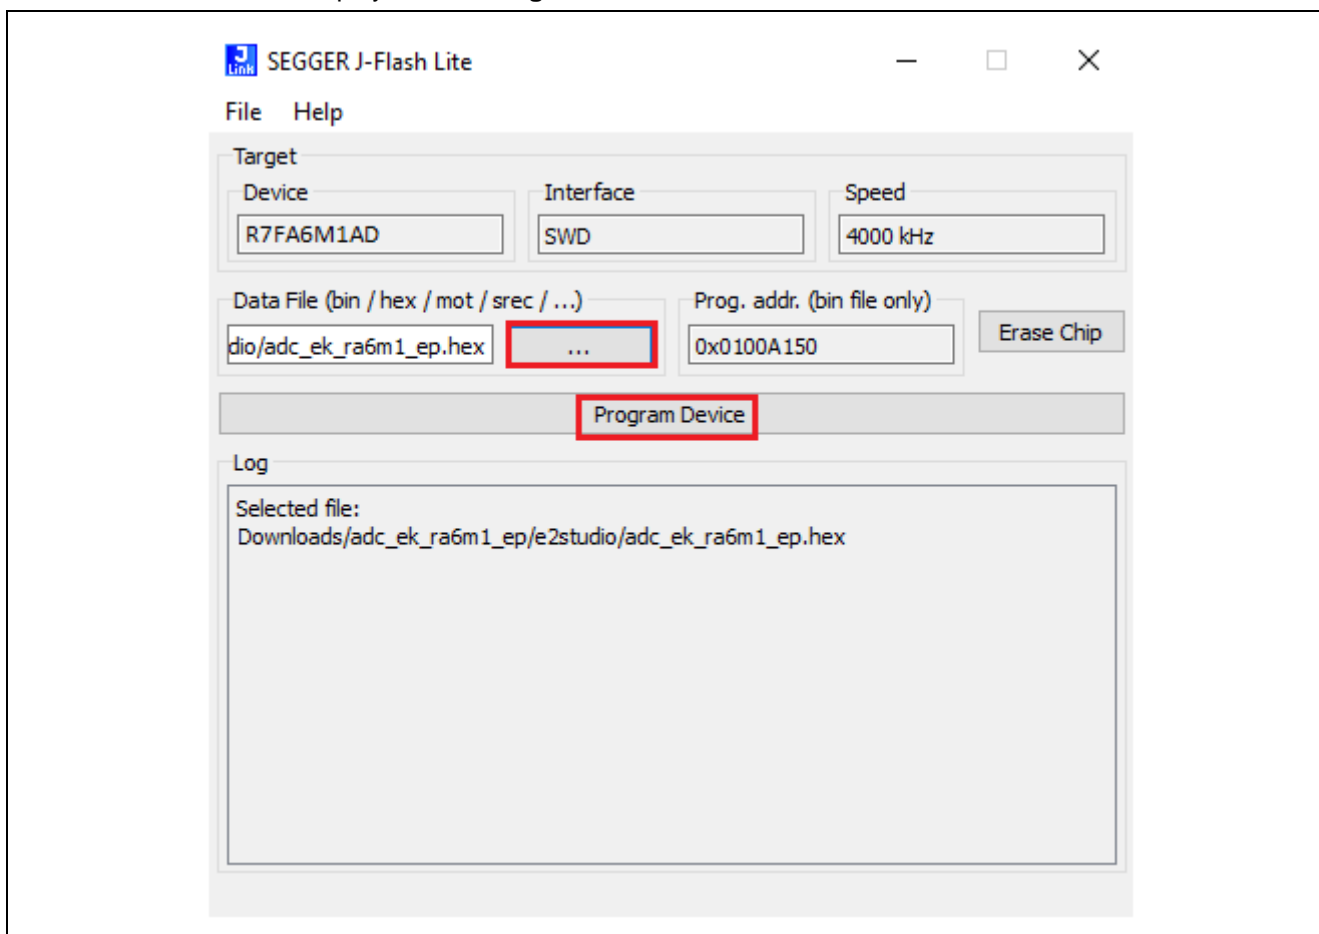 SEGGER J-Flash Lite
File Help
Target
Device Interface Speed
R7FA6M1AD SWD 4000 kHz
Data File (bin / hex / mot / srec / ...) Prog. addr. (bin file only)
dio/adc_ek_ra6m1_ep.hex ... 0x0100A150 Erase Chip
Program Device
Log
Selected file:
Downloads/adc_ek_ra6m1_ep/e2studio/adc_ek_ra6m1_ep.hex